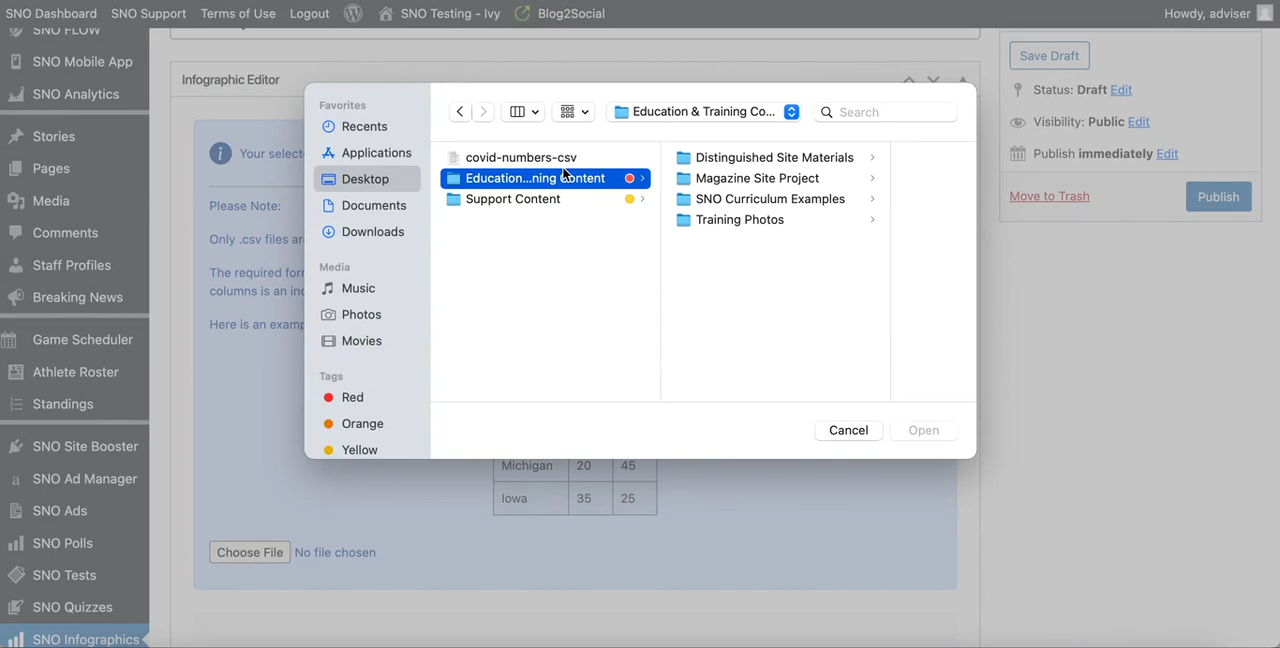 SNO Dashboard SNO Support Terms of Use Logout SNO Testing - Ivy Blog2Social Howdy, adviser
SNO FLOW
SNO Mobile App
SNO Analytics
Stories
Pages
Media
Comments
Staff Profiles
Breaking News
Game Scheduler
Athlete Roster
Standings
SNO Site Booster
SNO Ad Manager
SNO Ads
SNO Polls
SNO Tests
SNO Quizzes
SNO Infographics
Infographic Editor
Your selecte
Please Note:
Only .csv files are
The required for
columns is an inc
Here is an examp
Favorites
Recents
Applications
Desktop
Documents
Downloads
Media
Music
Photos
Movies
Tags
Red
Orange
Yellow
Education & Training Co...
Search
covid-numbers-csv
Education...ning Content
Support Content
Distinguished Site Materials
Magazine Site Project
SNO Curriculum Examples
Training Photos
Cancel Open
Michigan 20 45
Iowa 35 25
Choose File No file chosen
Save Draft
Status: Draft Edit
Visibility: Public Edit
Publish immediately Edit
Move to Trash Publish